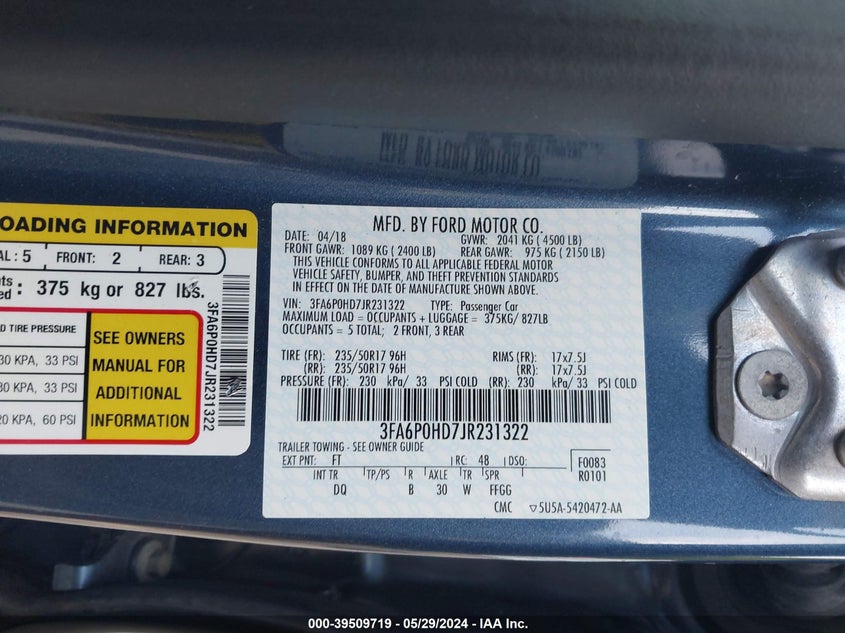 OADING INFORMATION
AL : 5 FRONT: 2 REAR: 3
375 kg or 827 lbs.
TIRE PRESSURE
30 KPA, 33 PSI
30 KPA, 33 PSI
20 KPA, 60 PSI
SEE OWNERS
MANUAL FOR
ADDITIONAL
INFORMATION
3FA6P0HD7JR231322
MFD. BY FORD MOTOR CO.
DATE: 04/18 GVWR: 2041 KG ( 4500 LB)
FRONT GAWR: 1089 KG ( 2400 LB) REAR GAWR: 975 KG ( 2150 LB)
THIS VEHICLE CONFORMS TO ALL APPLICABLE FEDERAL MOTOR
VEHICLE SAFETY, BUMPER, AND THEFT PREVENTION STANDARDS
IN EFFECT ON THE DATE OF MANUFACTURE SHOWN ABOVE.
VIN: 3FA6P0HD7JR231322 TYPE: Passenger Car
MAXIMUM LOAD = OCCUPANTS + LUGGAGE = 375KG/ 827LB
OCCUPANTS = 5 TOTAL; 2 FRONT, 3 REAR
TIRE (FR): 235/50R17 96H RIMS (FR): 17x7.5J
(RR): 235/50R17 96H (RR): 17x7.5J
PRESSURE (FR): 230 kPa/ 33 PSI COLD (RR): 230 kPa/ 33 PSI COLD
3FA6P0HD7JR231322
TRAILER TOWING - SEE OWNER GUIDE
EXT PNT: FT RC: 48 DSO: F0083
INT TR TP/PS R AXLE TR SPR R0101
DQ B 30 W FFGG
CMC ▽5U5A-5420472-AA
000-39509719 - 05/29/2024 - IAA Inc.